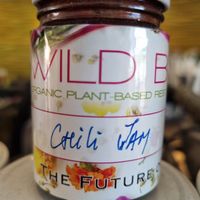 WILD B
ORGANIC, PLANT-BASED RE
CHILI JAM
THE FUTURE